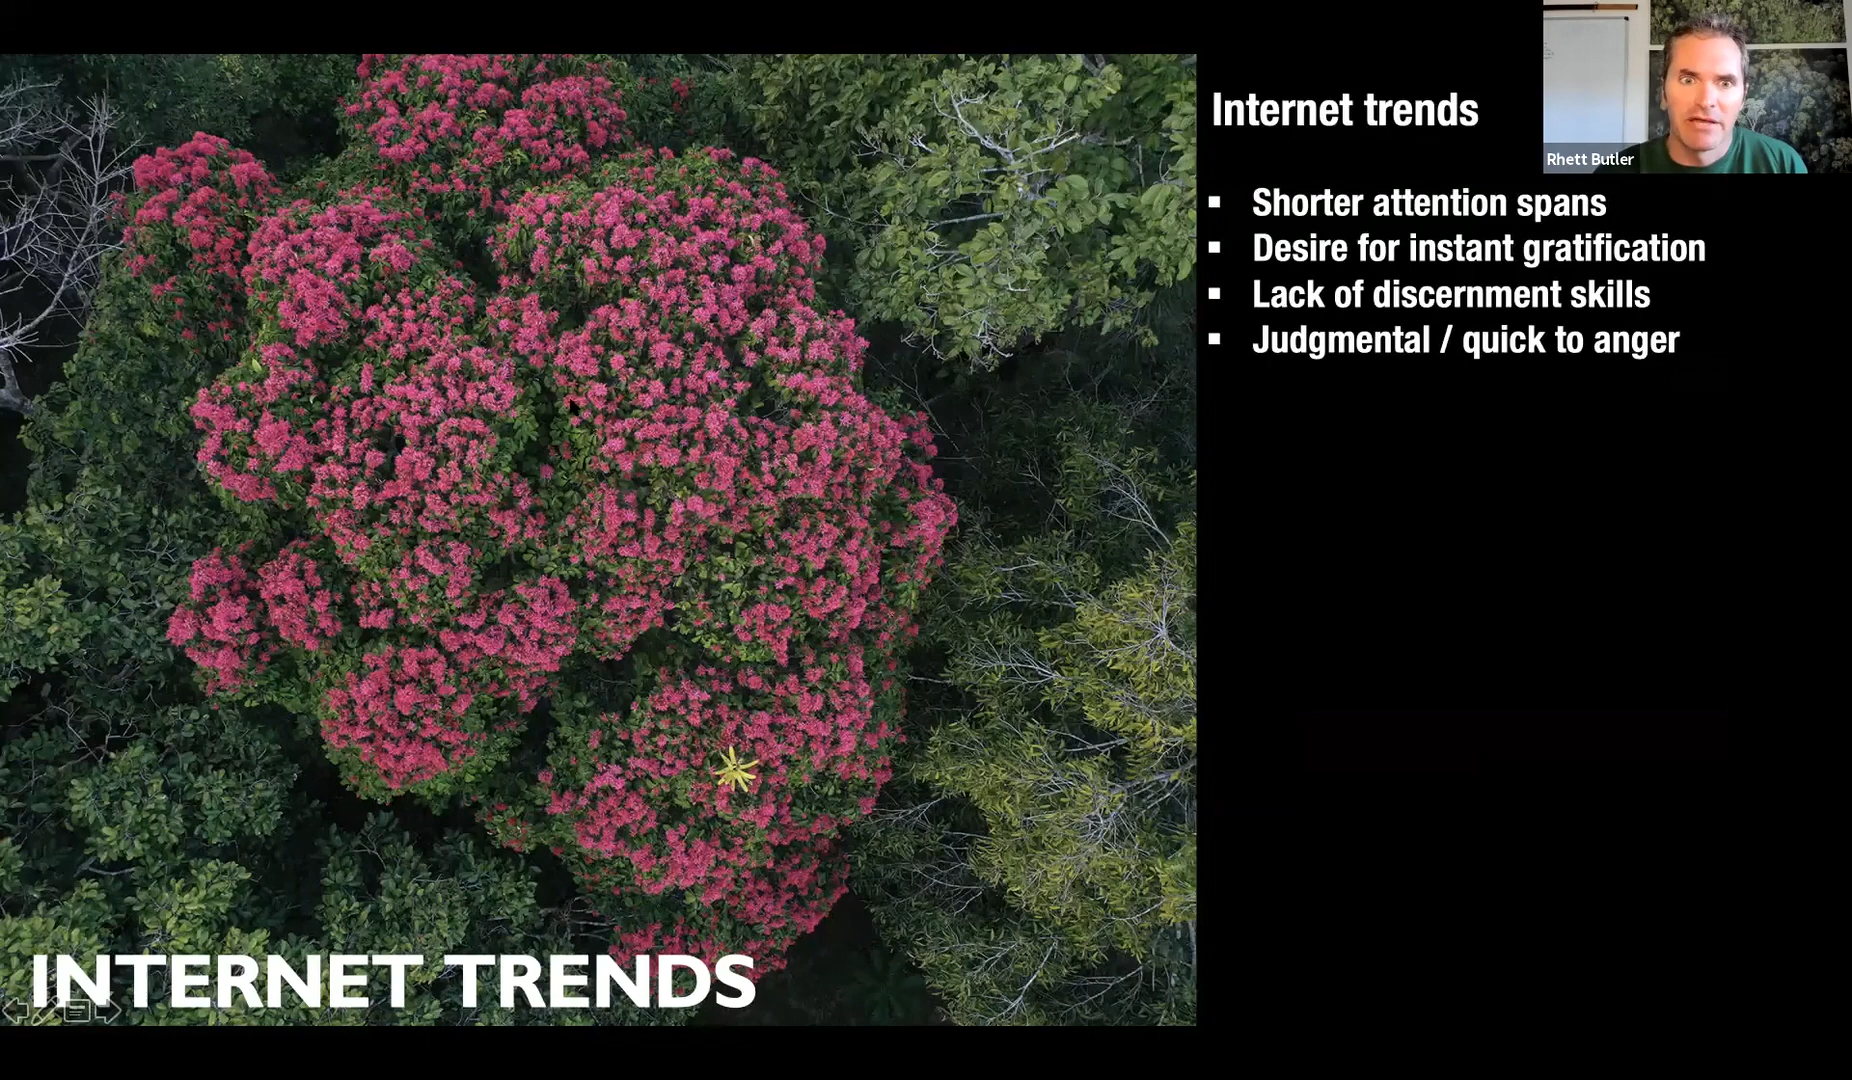 Internet trends
Rhett Butler
▪ Shorter attention spans
▪ Desire for instant gratification
▪ Lack of discernment skills
▪ Judgmental / quick to anger
INTERNET TRENDS